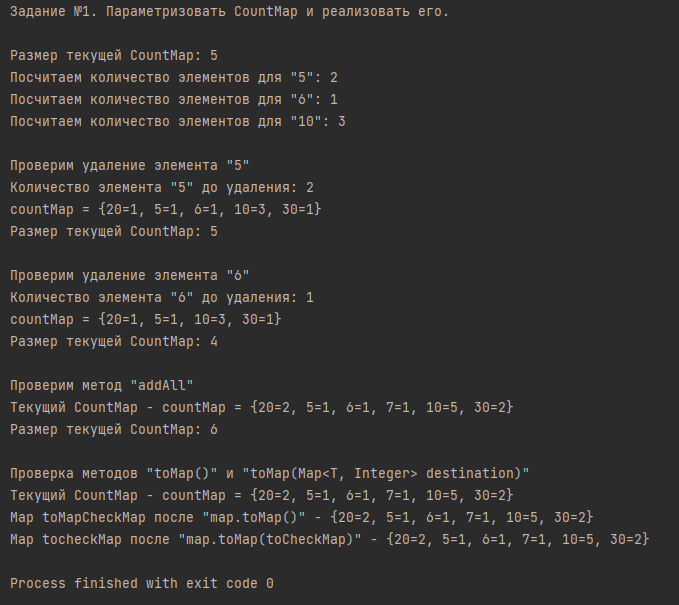 Задание №1. Параметризовать CountMap и реализовать его.
Размер текущей CountMap: 5
Посчитаем количество элементов для "5": 2
Посчитаем количество элементов для "6": 1
Посчитаем количество элементов для "10": 3
Проверим удаление элемента "5"
Количество элемента "5" до удаления: 2
countMap = {20=1, 5=1, 6=1, 10=3, 30=1}
Размер текущей CountMap: 5
Проверим удаление элемента "6"
Количество элемента "6" до удаления: 1
countMap = {20=1, 5=1, 10=3, 30=1}
Размер текущей CountMap: 4
Проверим метод "addAll"
Текущий CountMap - countMap = {20=2, 5=1, 6=1, 7=1, 10=5, 30=2}
Размер текущей CountMap: 6
Проверка методов "toMap()" и "toMap(Map<T, Integer> destination)"
Текущий CountMap - countMap = {20=2, 5=1, 6=1, 7=1, 10=5, 30=2}
Map toMapCheckMap после "map.toMap()" - {20=2, 5=1, 6=1, 7=1, 10=5, 30=2}
Map tocheckMap после "map.toMap(toCheckMap)" - {20=2, 5=1, 6=1, 7=1, 10=5, 30=2}
Process finished with exit code 0